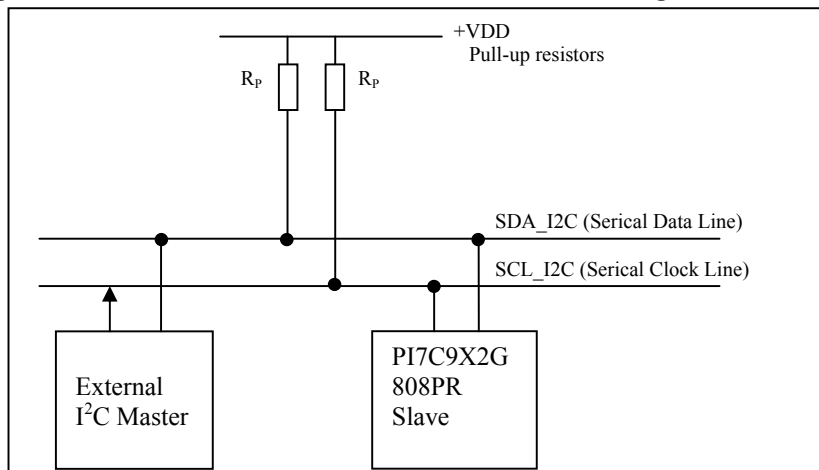 +VDD
Pull-up resistors
RP
RP
SDA_I2C (Serical Data Line)
SCL_I2C (Serical Clock Line)
External
I²C Master
PI7C9X2G
808PR
Slave